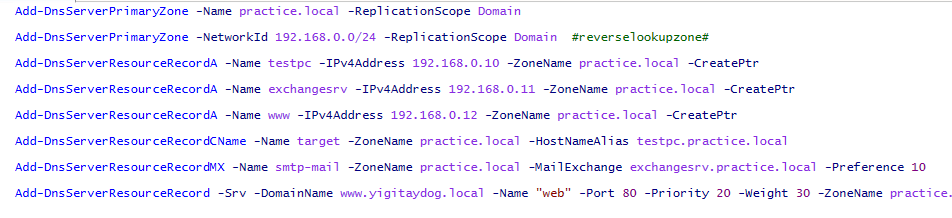 Add-DnsServerPrimaryZone -Name practice.local -ReplicationScope Domain
Add-DnsServerPrimaryZone -NetworkId 192.168.0.0/24 -ReplicationScope Domain  #reverselookupzone#
Add-DnsServerResourceRecordA -Name testpc -IPv4Address 192.168.0.10 -ZoneName practice.local -CreatePtr
Add-DnsServerResourceRecordA -Name exchangesrv -IPv4Address 192.168.0.11 -ZoneName practice.local -CreatePtr
Add-DnsServerResourceRecordA -Name www -IPv4Address 192.168.0.12 -ZoneName practice.local -CreatePtr
Add-DnsServerResourceRecordCName -Name target -ZoneName practice.local -HostNameAlias testpc.practice.local
Add-DnsServerResourceRecordMX -Name smtp-mail -ZoneName practice.local -MailExchange exchangesrv.practice.local -Preference 10
Add-DnsServerResourceRecord -Srv -DomainName www.yigitaydog.local -Name "web" -Port 80 -Priority 20 -Weight 30 -ZoneName practice.